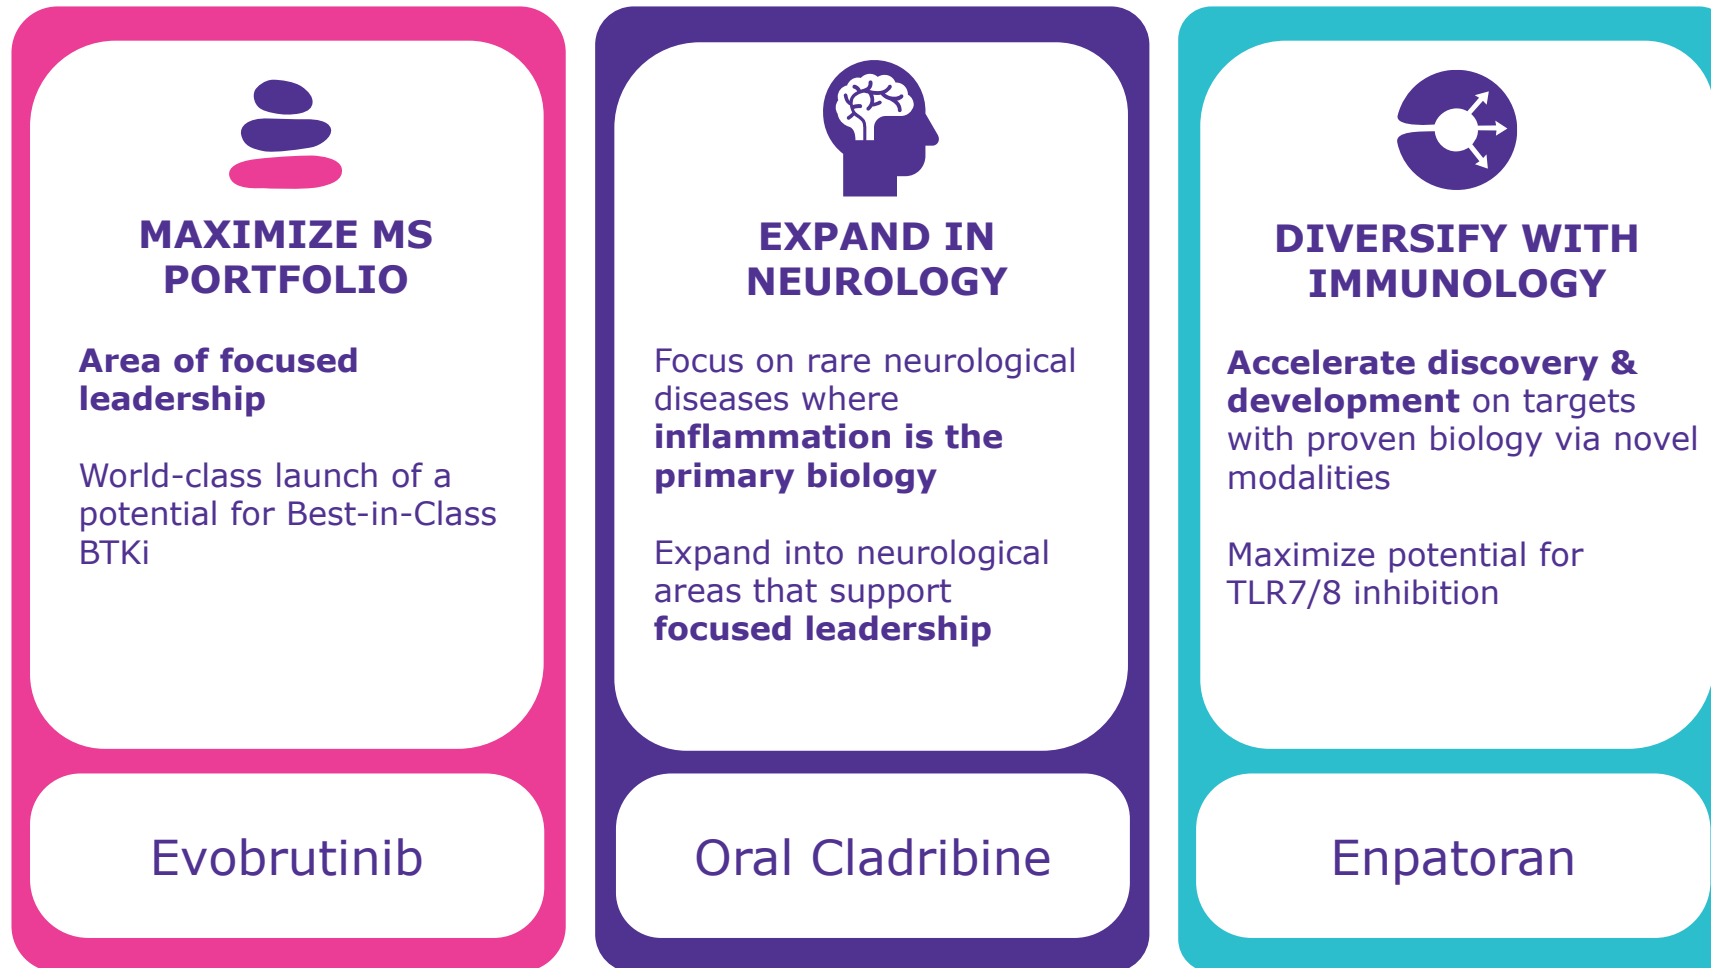 MAXIMIZE MS
PORTFOLIO
Area of focused
leadership
World-class launch of a
potential for Best-in-Class
BTKi
Evobrutinib
EXPAND IN
NEUROLOGY
Focus on rare neurological
diseases where
inflammation is the
primary biology
Expand into neurological
areas that support
focused leadership
Oral Cladribine
DIVERSIFY WITH
IMMUNOLOGY
Accelerate discovery &
development on targets
with proven biology via novel
modalities
Maximize potential for
TLR7/8 inhibition
Enpatoran